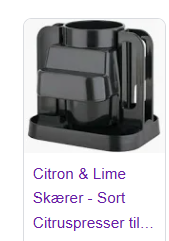 Citron & Lime
Skærer - Sort
Citruspresser til...